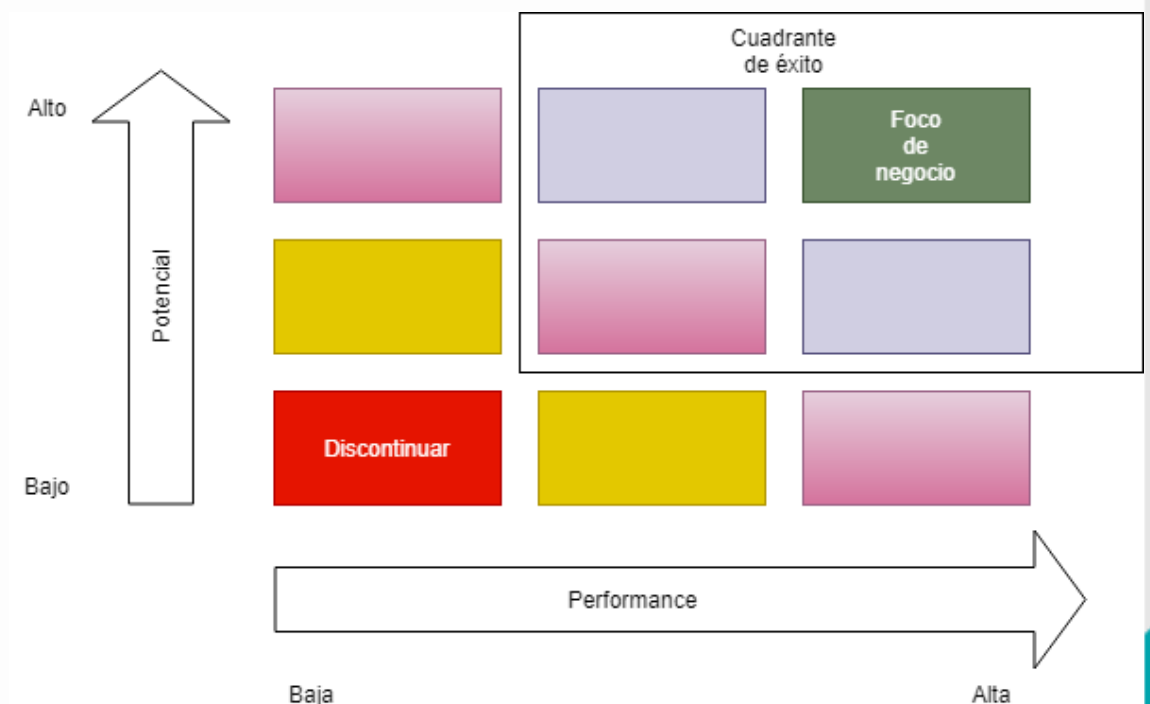 Cuadrante
de éxito
Alto
Foco
de
negocio
Potencial
Discontinuar
Bajo
Performance
Baja
Alta